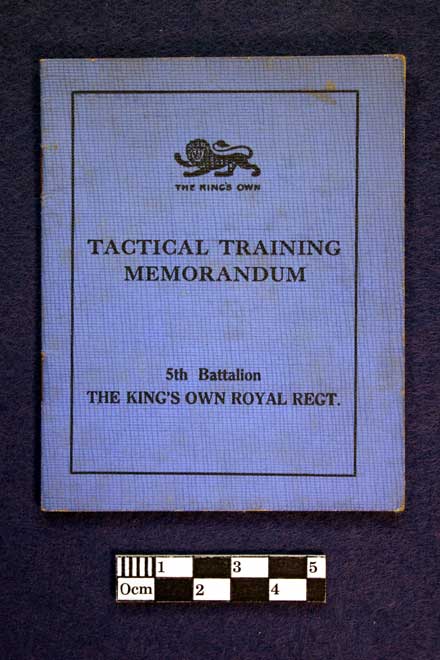 THE KING'S OWN
TACTICAL TRAINING
MEMORANDUM
5th Battalion
THE KING'S OWN ROYAL REGT.
1 3 5
0cm 2 4